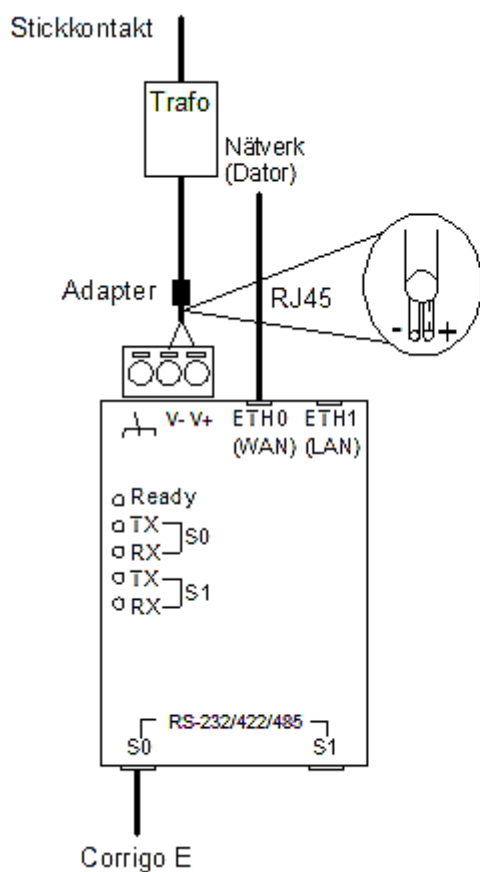 Stickkontakt
Trafo
Nätverk
(Dator)
Adapter
RJ45
- +
V- V+
ETH0
(WAN)
ETH1
(LAN)
Ready
TX
RX
S0
TX
RX
S1
RS-232/422/485
S0
S1
Corrigo E